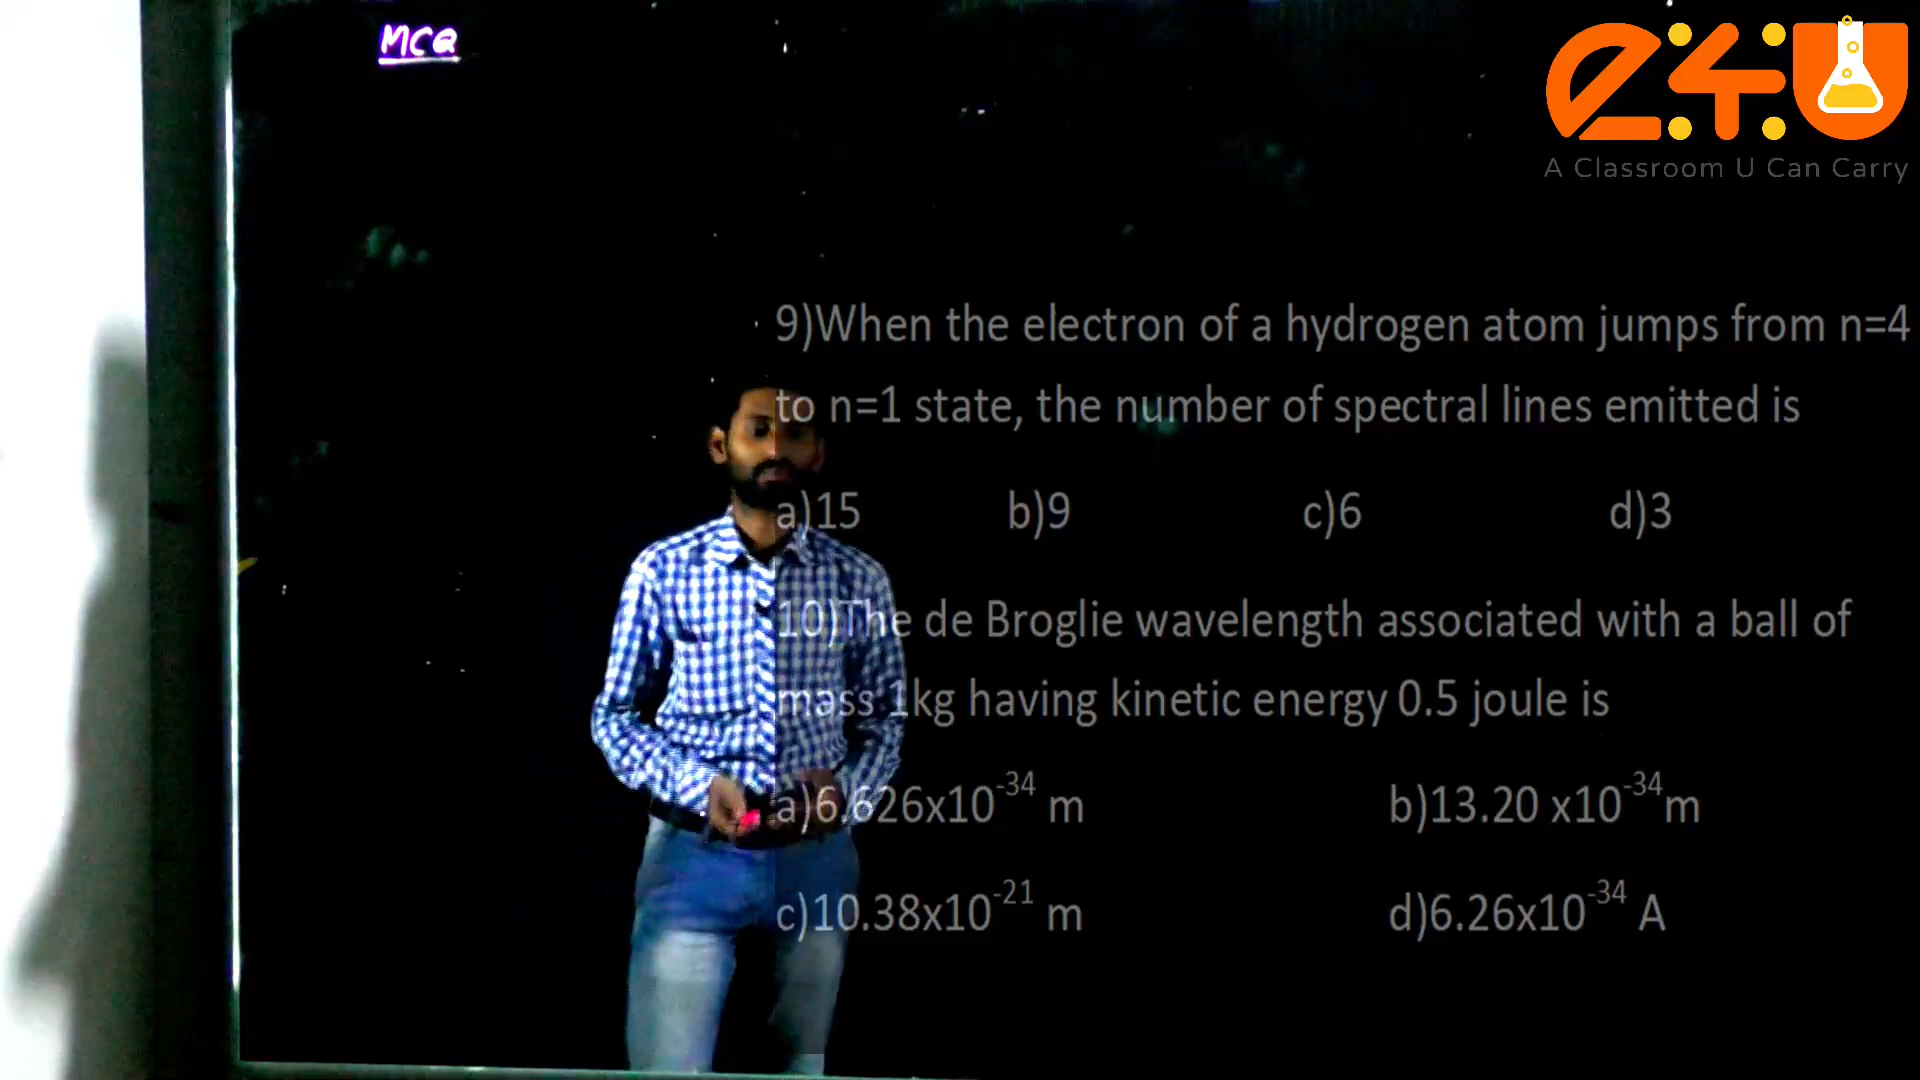 MCQ
e4U
A Classroom U Can Carry
9)When the electron of a hydrogen atom jumps from n=4
to n=1 state, the number of spectral lines emitted is
a)15 b)9 c)6 d)3
10)The de Broglie wavelength associated with a ball of
mass 1kg having kinetic energy 0.5 joule is
a)6.626x10⁻³⁴ m b)13.20 x10⁻³⁴m
c)10.38x10⁻²¹ m d)6.26x10⁻³⁴ A